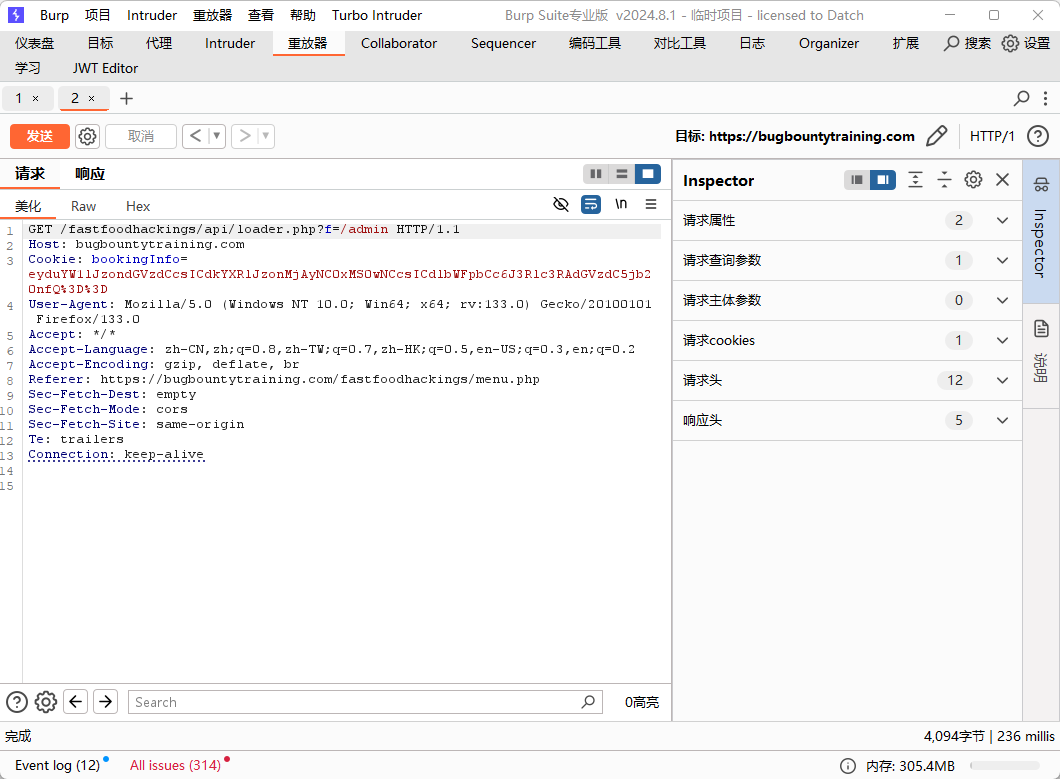 Burp 项目 Intruder 重放器 查看 帮助 Turbo Intruder Burp Suite专业版 v2024.8.1 - 临时项目 - licensed to Datch
仪表盘 目标 代理 Intruder 重放器 Collaborator Sequencer 编码工具 对比工具 日志 Organizer 扩展 搜索 设置
学习 JWT Editor
1 × 2 × +
发送 取消 < ▼ > ▼ 目标: https://bugbountytraining.com HTTP/1 ?
请求 响应
美化 Raw Hex \n
1 GET /fastfoodhackings/api/loader.php?f=/admin HTTP/1.1
2 Host: bugbountytraining.com
3 Cookie: bookingInfo=
eyduYW1lJzondGVzdCcsICdkYXRlJzonMjAyNC0xMS0wNCcsICdlbWFpbCc6J3Rlc3RAdGVzdC5jb2
0nfQ%3D%3D
4 User-Agent: Mozilla/5.0 (Windows NT 10.0; Win64; x64; rv:133.0) Gecko/20100101
Firefox/133.0
5 Accept: */*
6 Accept-Language: zh-CN,zh;q=0.8,zh-TW;q=0.7,zh-HK;q=0.5,en-US;q=0.3,en;q=0.2
7 Accept-Encoding: gzip, deflate, br
8 Referer: https://bugbountytraining.com/fastfoodhackings/menu.php
9 Sec-Fetch-Dest: empty
10 Sec-Fetch-Mode: cors
11 Sec-Fetch-Site: same-origin
12 Te: trailers
13 Connection: keep-alive
14
15
Inspector
请求属性 2
请求查询参数 1
请求主体参数 0
请求cookies 1
请求头 12
响应头 5
Inspector
说明
? Search 0高亮
完成 4,094字节 | 236 millis
Event log (12) All issues (314) 内存: 305.4MB